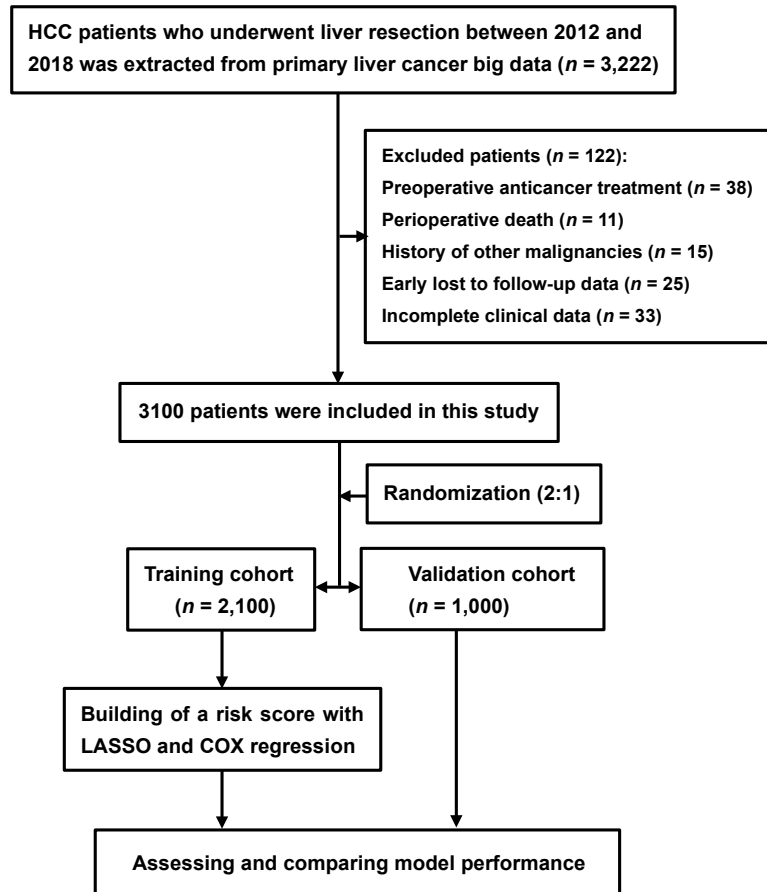 HCC patients who underwent liver resection between 2012 and
2018 was extracted from primary liver cancer big data (n = 3,222)
Excluded patients (n = 122):
Preoperative anticancer treatment (n = 38)
Perioperative death (n = 11)
History of other malignancies (n = 15)
Early lost to follow-up data (n = 25)
Incomplete clinical data (n = 33)
3100 patients were included in this study
Randomization (2:1)
Training cohort
(n = 2,100)
Validation cohort
(n = 1,000)
Building of a risk score with
LASSO and COX regression
Assessing and comparing model performance